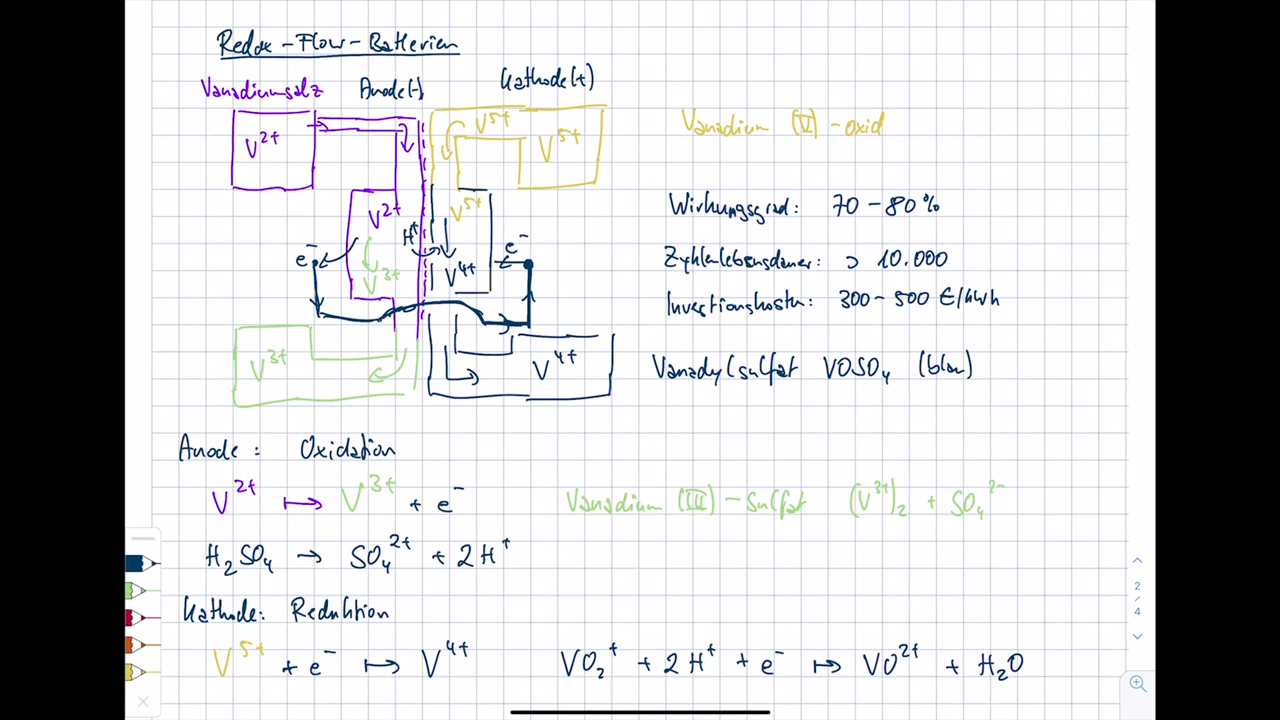 Redox-Flow-Batterien
Vanadiumsalz Anode(-) Kathode(+)
V²⁺ V⁵⁺ V⁵⁺ Vanadium (V)-oxid
V²⁺ V⁵⁺ Wirkungsgrad: 70-80%
H⁺ e⁻
e⁻ V³⁺ V⁴⁺ Zyklenlebensdauer: > 10.000
Investionskosten: 300-500 €/kWh
V³⁺ V⁴⁺ Vanadylsulfat VOSO₄ (blau)
Anode: Oxidation
V²⁺ ↦ V³⁺ + e⁻ Vanadium (III)-sulfat (V³⁺)₂ + SO₄²⁻
H₂SO₄ → SO₄²⁺ + 2H⁺
Kathode: Reduktion
V⁵⁺ + e⁻ ↦ V⁴⁺ VO₂⁺ + 2H⁺ + e⁻ ↦ VO²⁺ + H₂O
2
/
4